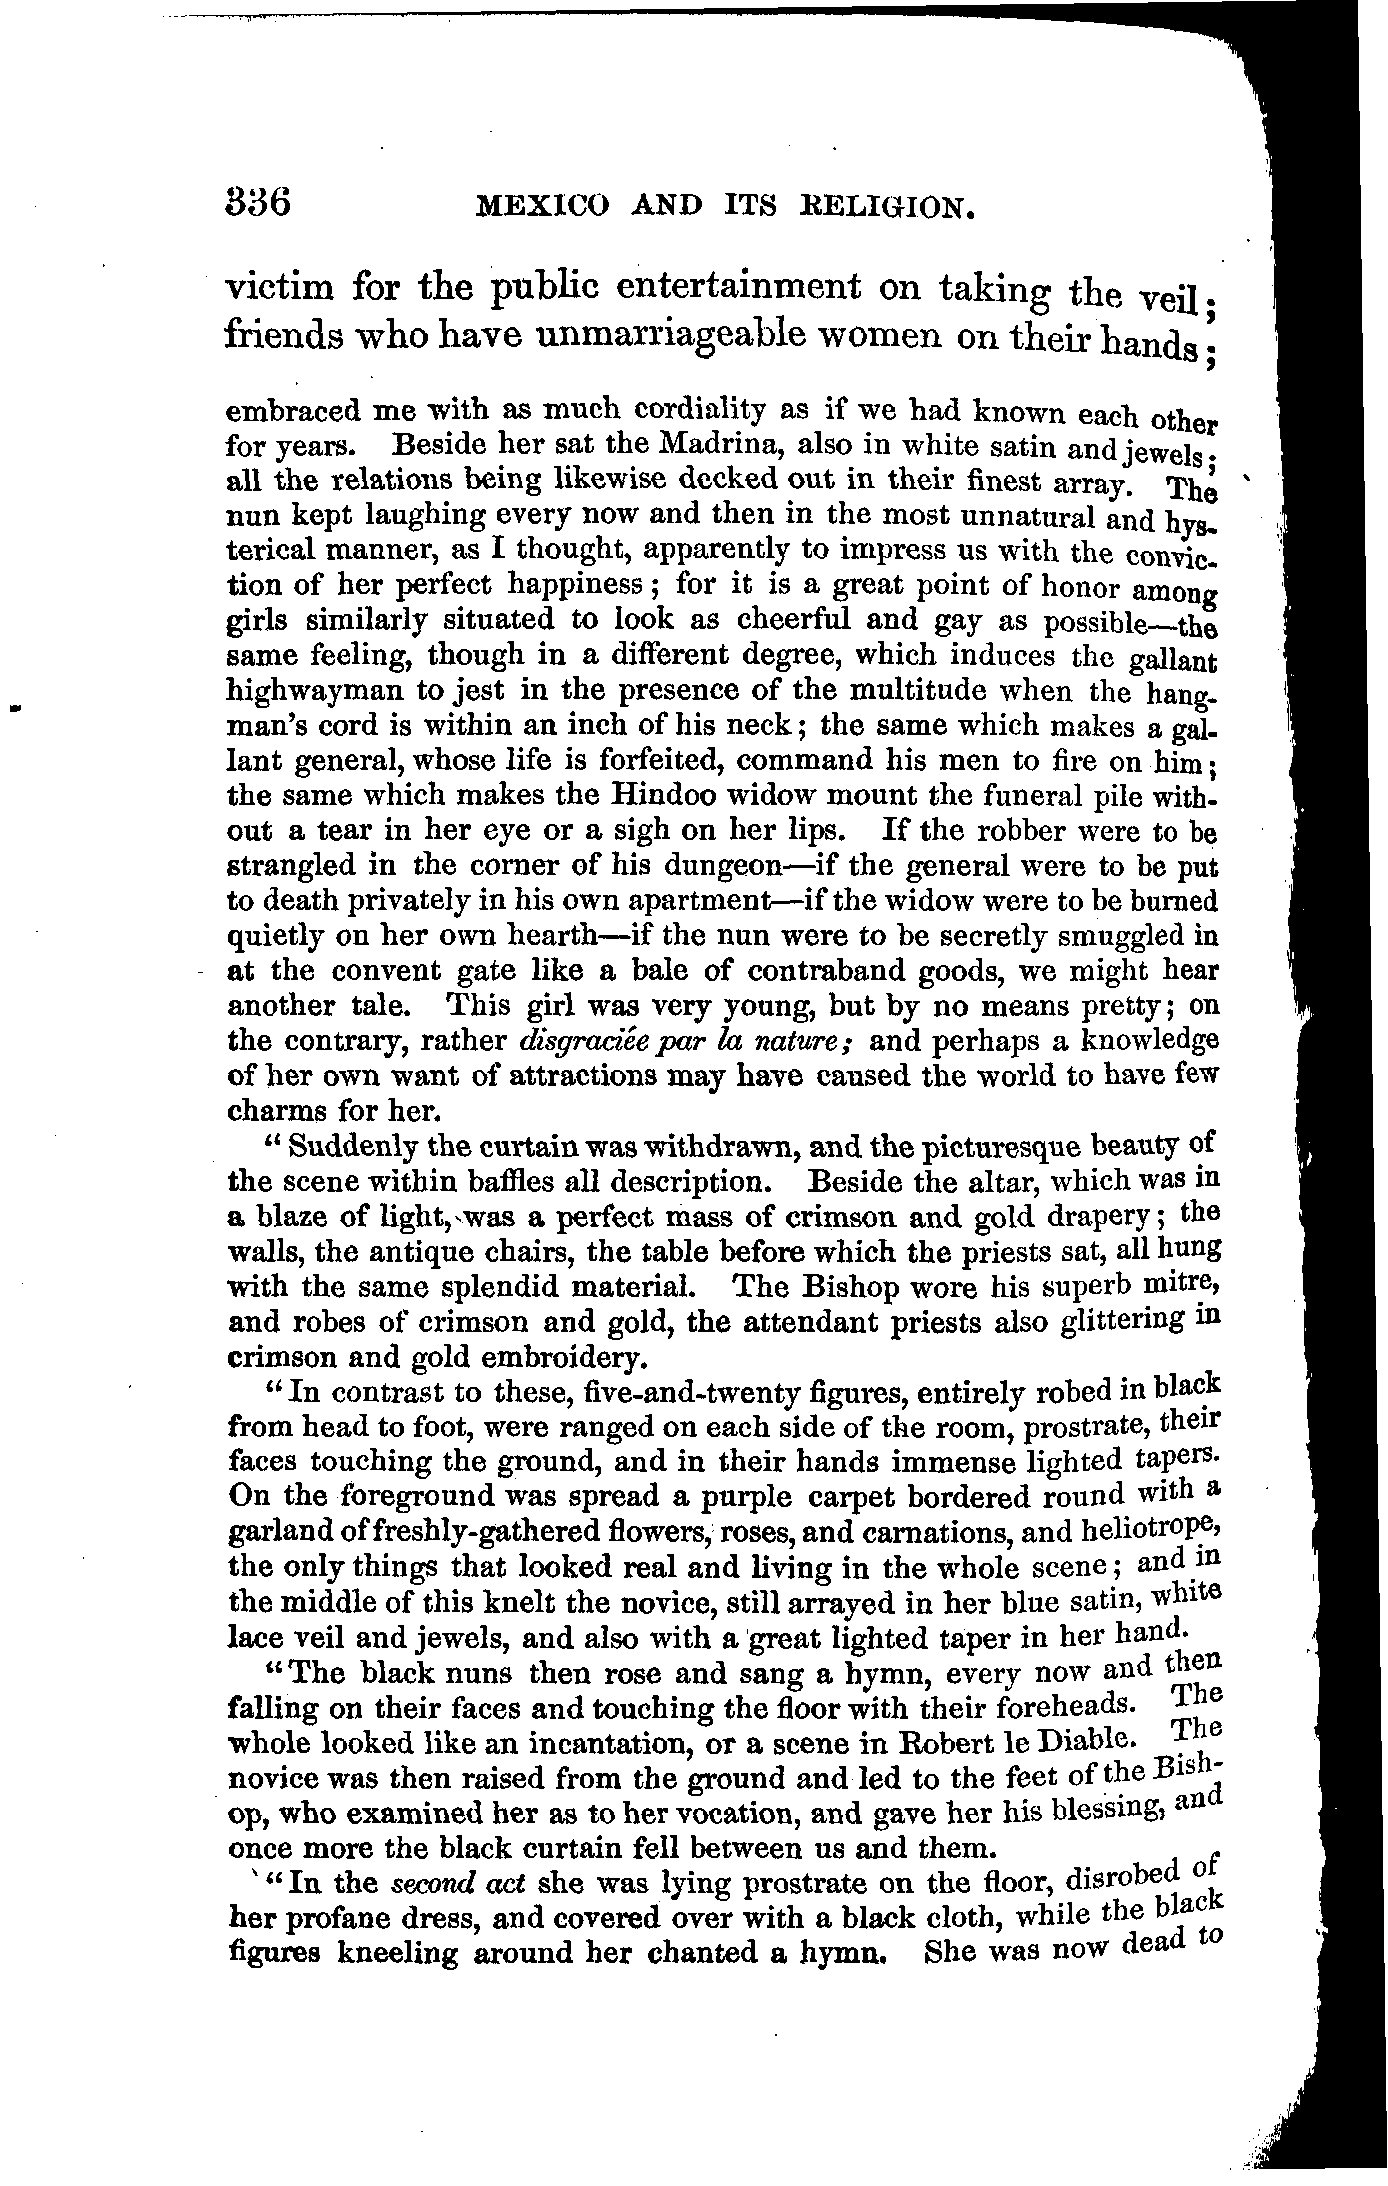 336 MEXICO AND ITS RELIGION.
victim for the public entertainment on taking the veil;
friends who have unmarriageable women on their hands;
embraced me with as much cordiality as if we had known each other
for years. Beside her sat the Madrina, also in white satin and jewels;
all the relations being likewise decked out in their finest array. The
nun kept laughing every now and then in the most unnatural and hys-
terical manner, as I thought, apparently to impress us with the convic-
tion of her perfect happiness; for it is a great point of honor among
girls similarly situated to look as cheerful and gay as possible—the
same feeling, though in a different degree, which induces the gallant
highwayman to jest in the presence of the multitude when the hang-
man's cord is within an inch of his neck; the same which makes a gal-
lant general, whose life is forfeited, command his men to fire on him;
the same which makes the Hindoo widow mount the funeral pile with-
out a tear in her eye or a sigh on her lips. If the robber were to be
strangled in the corner of his dungeon—if the general were to be put
to death privately in his own apartment—if the widow were to be burned
quietly on her own hearth—if the nun were to be secretly smuggled in
at the convent gate like a bale of contraband goods, we might hear
another tale. This girl was very young, but by no means pretty; on
the contrary, rather disgraciée par la nature; and perhaps a knowledge
of her own want of attractions may have caused the world to have few
charms for her.
"Suddenly the curtain was withdrawn, and the picturesque beauty of
the scene within baffles all description. Beside the altar, which was in
a blaze of light, was a perfect mass of crimson and gold drapery; the
walls, the antique chairs, the table before which the priests sat, all hung
with the same splendid material. The Bishop wore his superb mitre,
and robes of crimson and gold, the attendant priests also glittering in
crimson and gold embroidery.
"In contrast to these, five-and-twenty figures, entirely robed in black
from head to foot, were ranged on each side of the room, prostrate, their
faces touching the ground, and in their hands immense lighted tapers.
On the foreground was spread a purple carpet bordered round with a
garland of freshly-gathered flowers, roses, and carnations, and heliotrope,
the only things that looked real and living in the whole scene; and in
the middle of this knelt the novice, still arrayed in her blue satin, white
lace veil and jewels, and also with a great lighted taper in her hand.
"The black nuns then rose and sang a hymn, every now and then
falling on their faces and touching the floor with their foreheads. The
whole looked like an incantation, or a scene in Robert le Diable. The
novice was then raised from the ground and led to the feet of the Bish-
op, who examined her as to her vocation, and gave her his blessing, and
once more the black curtain fell between us and them.
"In the second act she was lying prostrate on the floor, disrobed of
her profane dress, and covered over with a black cloth, while the black
figures kneeling around her chanted a hymn. She was now dead to